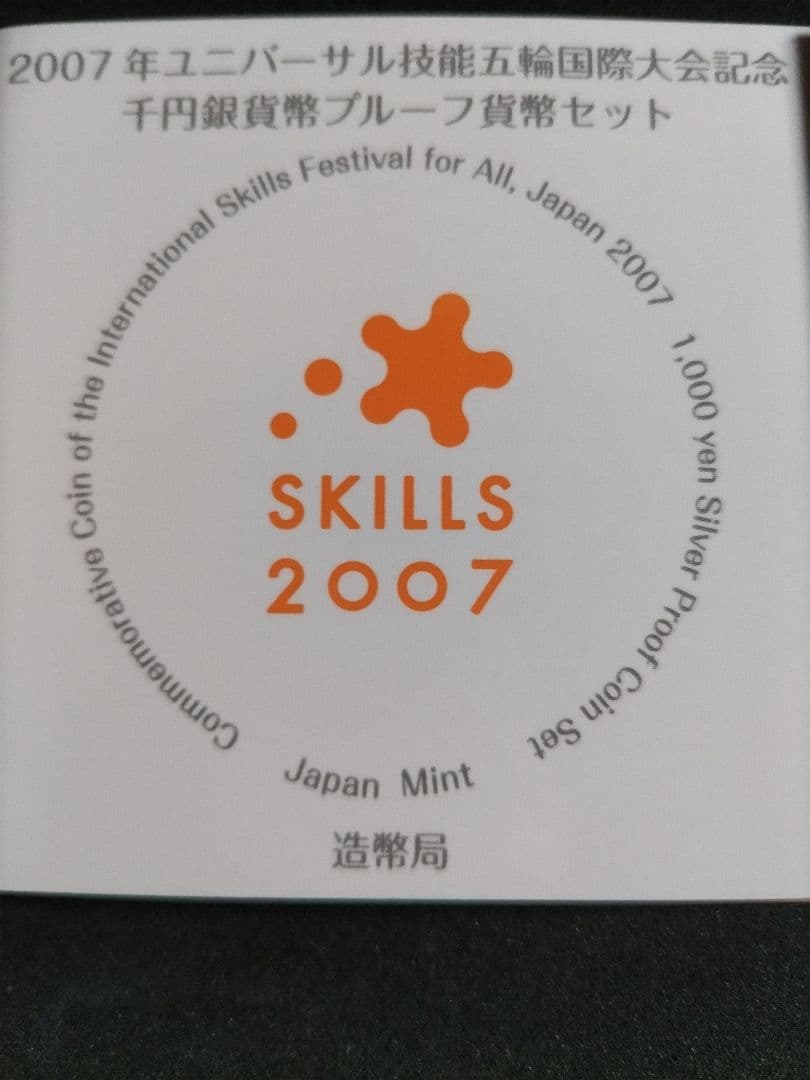 2007年ユニバーサル技能五輪国際大会記念
千円銀貨幣プルーフ貨幣セット
Commemorative Coin of the International Skills Festival for All, Japan 2007 1,000 yen Silver Proof Coin Set
SKILLS
2007
Japan Mint
造幣局